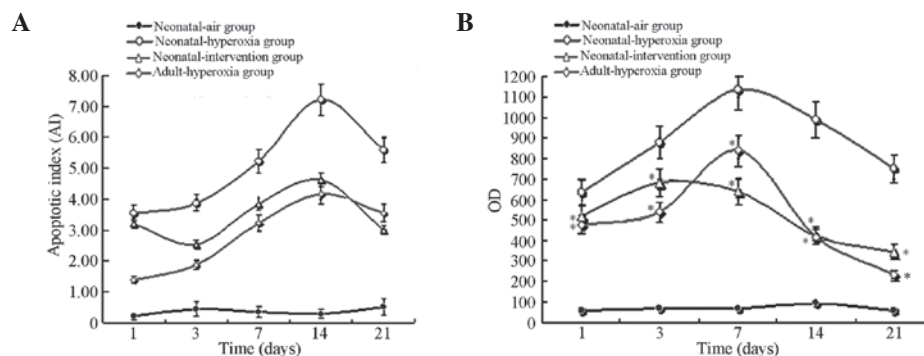 A
Neonatal-air group
Neonatal-hyperoxia group
Neonatal-intervention group
Adult-hyperoxia group
Apoptotic index (AI)
8.00
7.00
6.00
5.00
4.00
3.00
2.00
1.00
0.00
1 3 7 14 21
Time (days)
B
Neonatal-air group
Neonatal-hyperoxia group
Neonatal-intervention group
Adult-hyperoxia group
OD
1200
1100
1000
900
800
700
600
500
400
300
200
100
0
* * * * * * * * * *
1 3 7 14 21
Time (days)